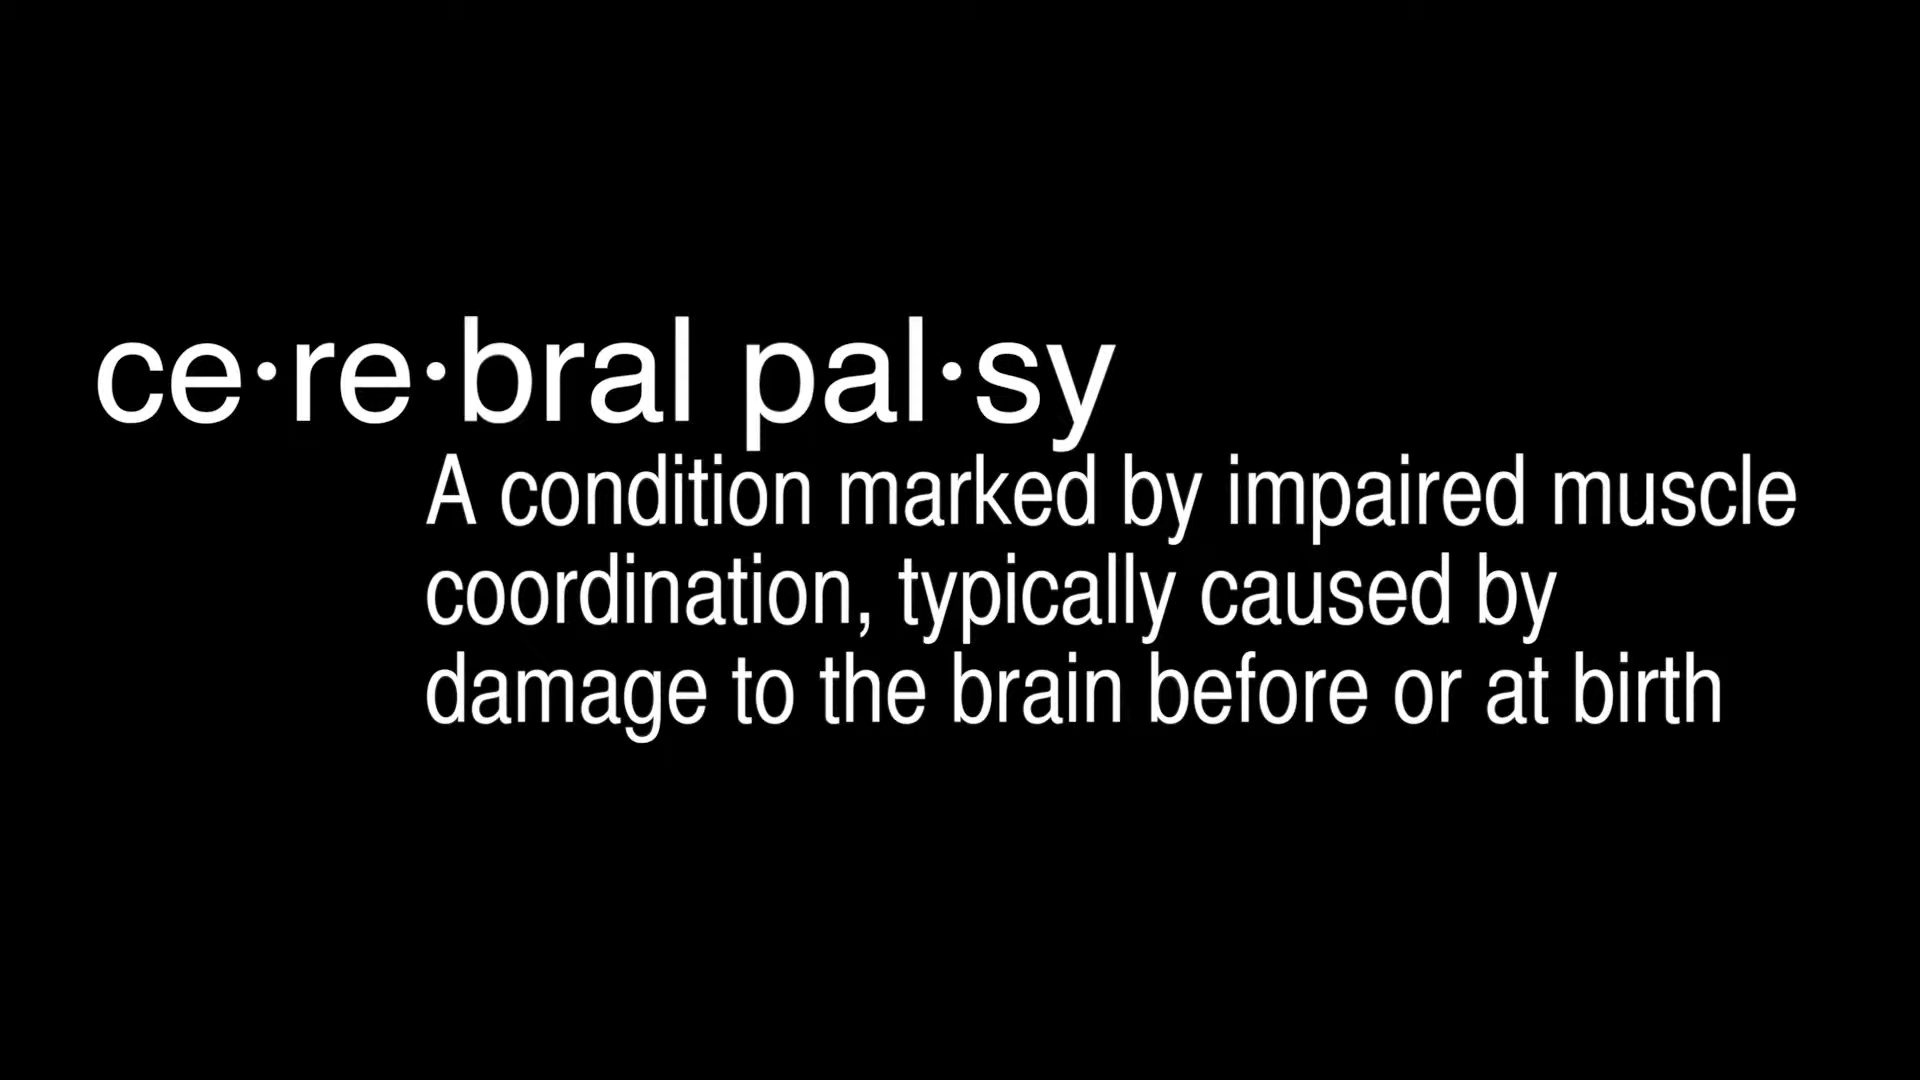 ce·re·bral pal·sy
A condition marked by impaired muscle
coordination, typically caused by
damage to the brain before or at birth